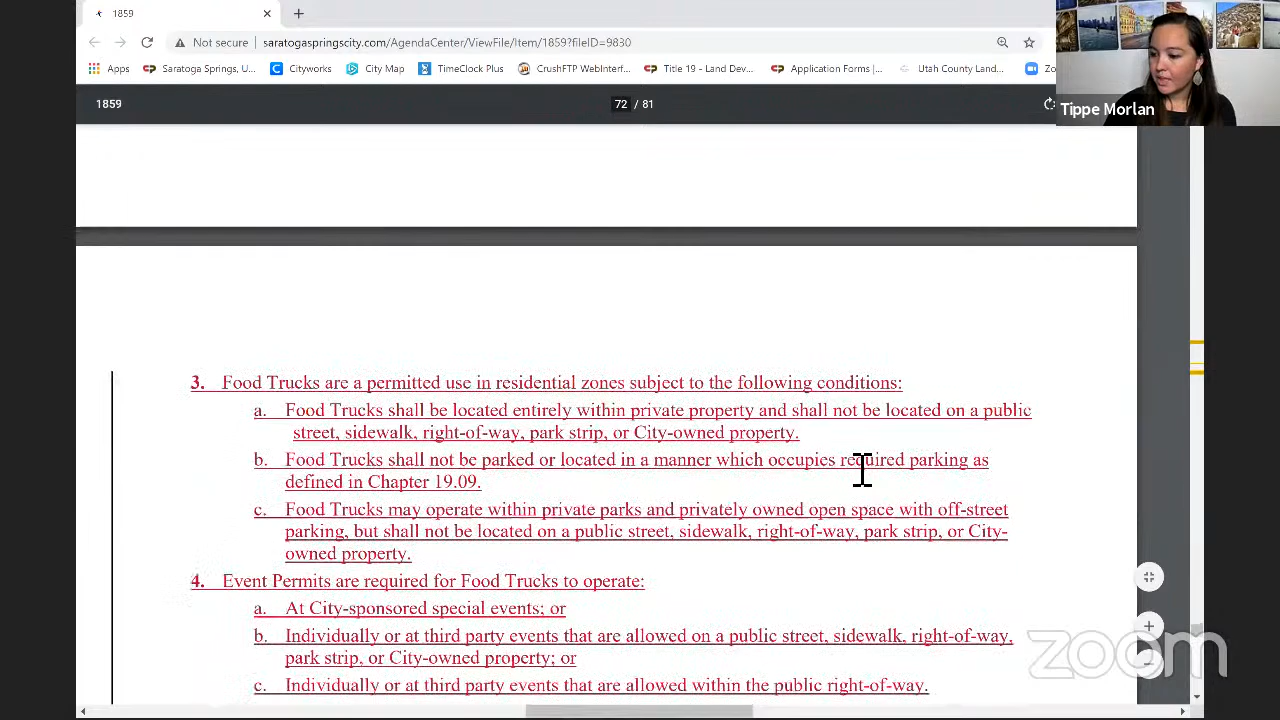 1859
Not secure
saratogaspringsci
Agen
er/ViewFile/Item/1859?fileID=9830
Apps
Saratoga Springs, U...
Cityworks
City Map
Time
Plus
CrushFTP WebInterf...
Title 19 - Land Dev...
Application Forms |...
Utah County Land...
Zo
1859
72 / 81
Tippe Morlan
3. Food Trucks are a permitted use in residential zones subject to the following conditions:
a. Food Trucks shall be located entirely within private property and shall not be located on a public
street, sidewalk, right-of-way, park strip, or City-owned property.
b. Food Trucks shall not be parked or located in a manner which occupies required parking as
defined in Chapter 19.09.
c. Food Trucks may operate within private parks and privately owned open space with off-street
parking, but shall not be located on a public street, sidewalk, right-of-way, park strip, or City-
owned property.
4. Event Permits are required for Food Trucks to operate:
a. At City-sponsored special events; or
b. Individually or at third party events that are allowed on a public street, sidewalk, right-of-way,
park strip, or City-owned property; or
c. Individually or at third party events that are allowed within the public right-of-way.
zoom